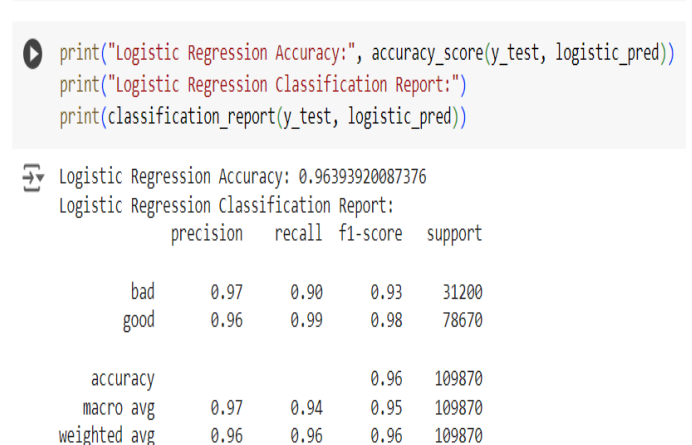 print("Logistic Regression Accuracy:", accuracy_score(y_test, logistic_pred))
print("Logistic Regression Classification Report:")
print(classification_report(y_test, logistic_pred))
Logistic Regression Accuracy: 0.96393920087376
Logistic Regression Classification Report:
precision recall f1-score support
bad 0.97 0.90 0.93 31200
good 0.96 0.99 0.98 78670
accuracy 0.96 109870
macro avg 0.97 0.94 0.95 109870
weighted avg 0.96 0.96 0.96 109870